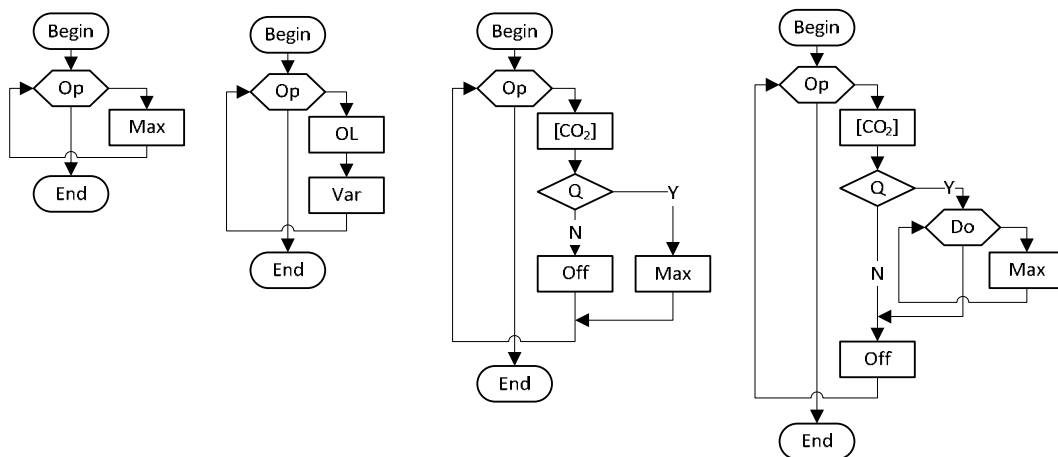 Begin
Op
Max
End
Begin
Op
OL
Var
End
Begin
Op
[CO₂]
Q
Y
N
Off
Max
End
Begin
Op
[CO₂]
Q
Y
Do
Max
N
Off
End